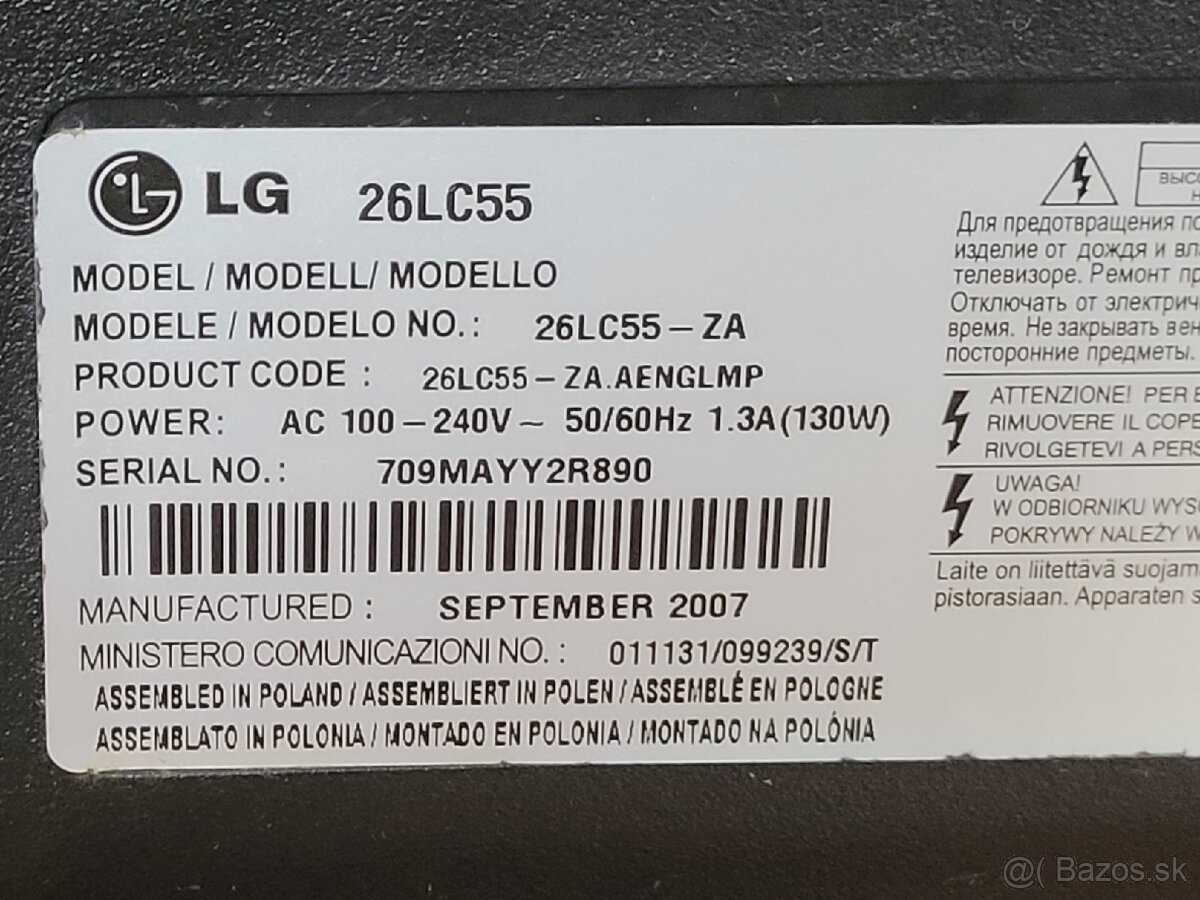 LG 26LC55
MODEL / MODELL/ MODELLO
MODELE / MODELO NO. : 26LC55-ZA
PRODUCT CODE : 26LC55-ZA.AENGLMP
POWER: AC 100-240V~ 50/60Hz 1.3A(130W)
SERIAL NO. : 709MAYY2R890
MANUFACTURED : SEPTEMBER 2007
MINISTERO COMUNICAZIONI NO. : 011131/099239/S/T
ASSEMBLED IN POLAND / ASSEMBLIERT IN POLEN / ASSEMBLÉ EN POLOGNE
ASSEMBLATO IN POLONIA / MONTADO EN POLONIA / MONTADO NA POLÓNIA
Для предотвращения
изделие от дождя и
телевизоре. Ремонт
Отключать от
время. Не закрывать
посторонние предметы.
ATTENZIONE! PER
RIMUOVERE IL
RIVOLGETEVI A
UWAGA!
W ODBIORNIKU
POKRYWY NALEŻY
Laite on liitettävä
pistorasiaan. Apparaten
@( Bazos.sk